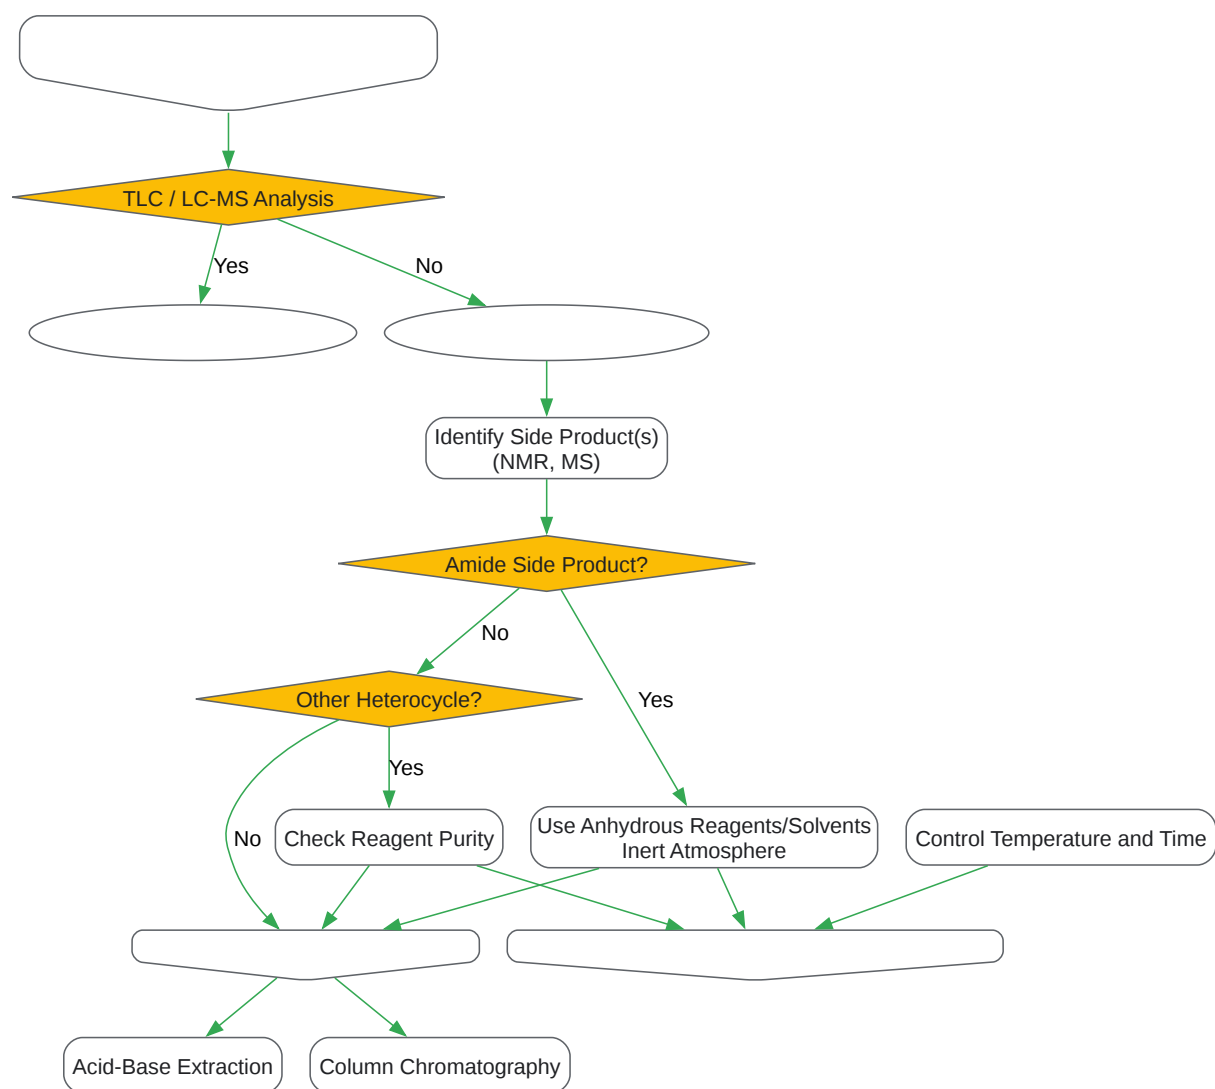 TLC / LC-MS Analysis
Yes
No
Identify Side Product(s)
(NMR, MS)
Amide Side Product?
No
Other Heterocycle?
Yes
Yes
No
Check Reagent Purity
Use Anhydrous Reagents/Solvents
Inert Atmosphere
Control Temperature and Time
Acid-Base Extraction
Column Chromatography